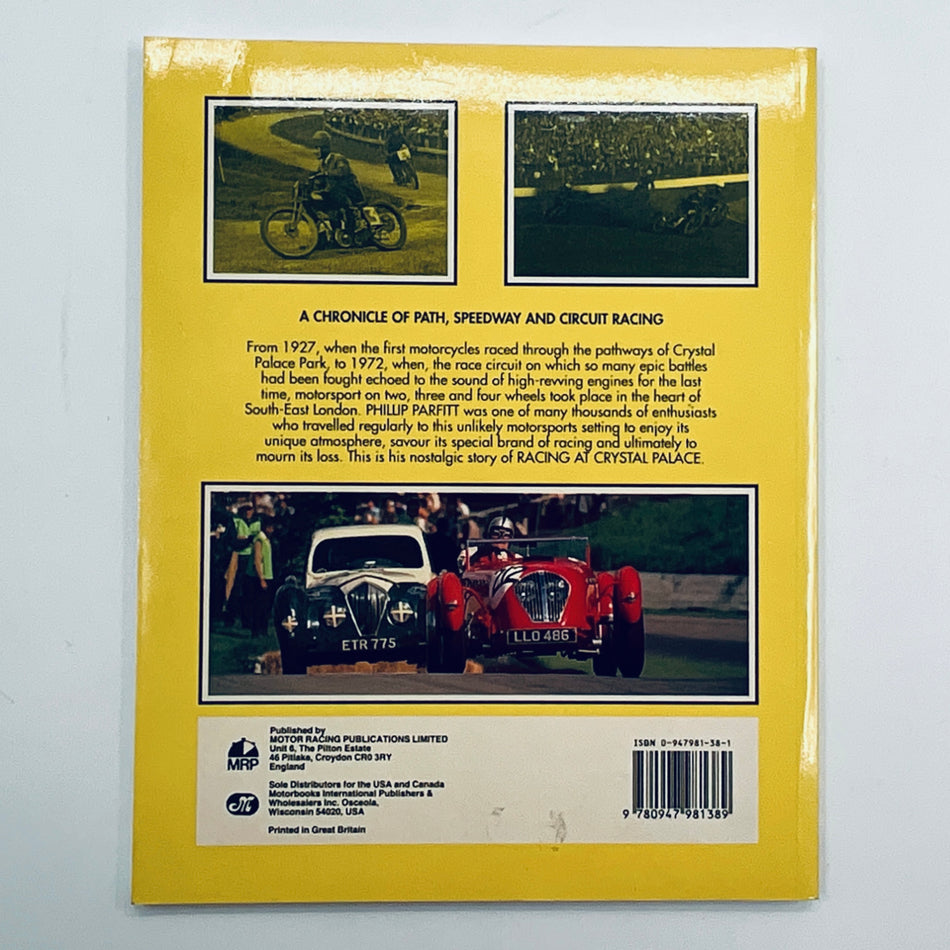 A CHRONICLE OF PATH, SPEEDWAY AND CIRCUIT RACING
From 1927, when the first motorcycles raced through the pathways of Crystal
Palace Park, to 1972, when, the race circuit on which so many epic battles
had been fought echoed to the sound of high-revving engines for the last
time, motorsport on two, three and four wheels took place in the heart of
South-East London. PHILLIP PARFITT was one of many thousands of enthusiasts
who travelled regularly to this unlikely motorsports setting to enjoy its
unique atmosphere, savour its special brand of racing and ultimately to
mourn its loss. This is his nostalgic story of RACING AT CRYSTAL PALACE.
ETR 775
LLO 486
MRP
Published by
MOTOR RACING PUBLICATIONS LIMITED
Unit 6, The Pilton Estate
46 Pitlake, Croydon CR0 3RY
England
M
Sole Distributors for the USA and Canada
Motorbooks International Publishers &
Wholesalers Inc. Osceola,
Wisconsin 54020, USA
Printed in Great Britain
ISBN 0-947981-38-1
9 780947 981389